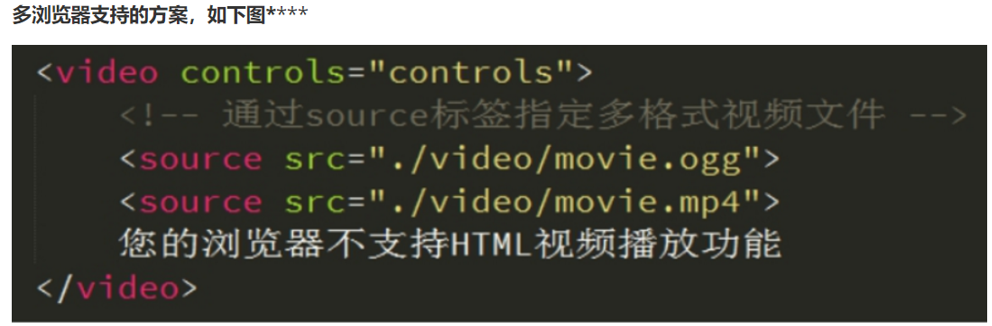 多浏览器支持的方案，如下图****
<video controls="controls">
<!-- 通过source标签指定多格式视频文件 -->
<source src="./video/movie.ogg">
<source src="./video/movie.mp4">
您的浏览器不支持HTML视频播放功能
</video>